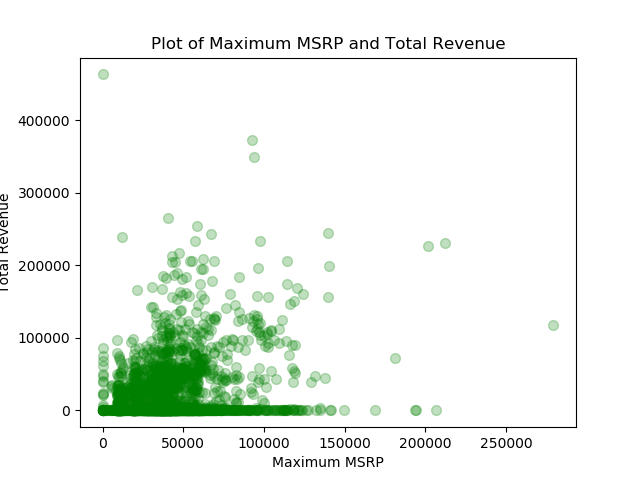 Plot of Maximum MSRP and Total Revenue
400000
300000
200000
100000
0
Total Revenue
0 50000 100000 150000 200000 250000
Maximum MSRP